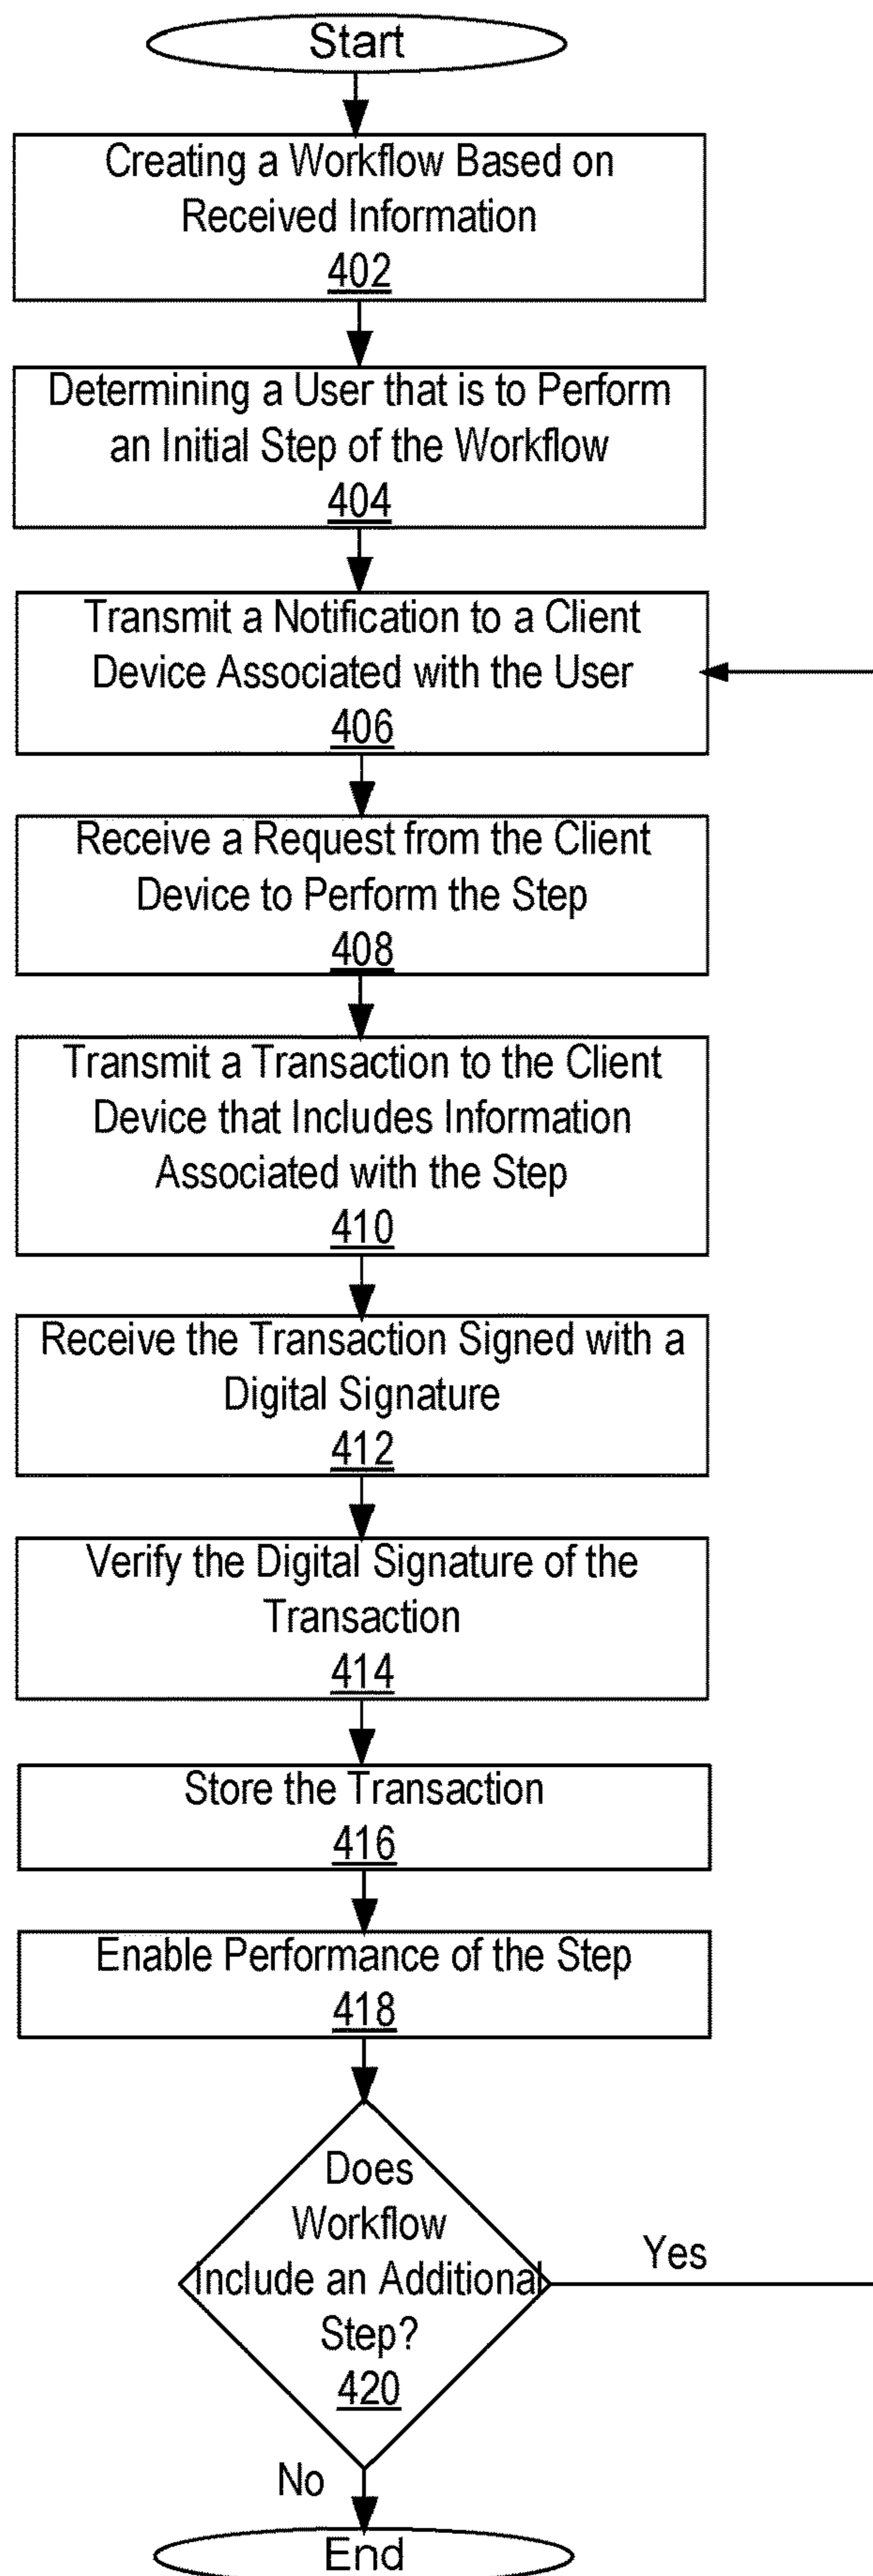 Start
Creating a Workflow Based on
Received Information
402
Determining a User that is to Perform
an Initial Step of the Workflow
404
Transmit a Notification to a Client
Device Associated with the User
406
Receive a Request from the Client
Device to Perform the Step
408
Transmit a Transaction to the Client
Device that Includes Information
Associated with the Step
410
Receive the Transaction Signed with a
Digital Signature
412
Verify the Digital Signature of the
Transaction
414
Store the Transaction
416
Enable Performance of the Step
418
Does
Workflow
Include an Additional
Step?
420
Yes
No
End